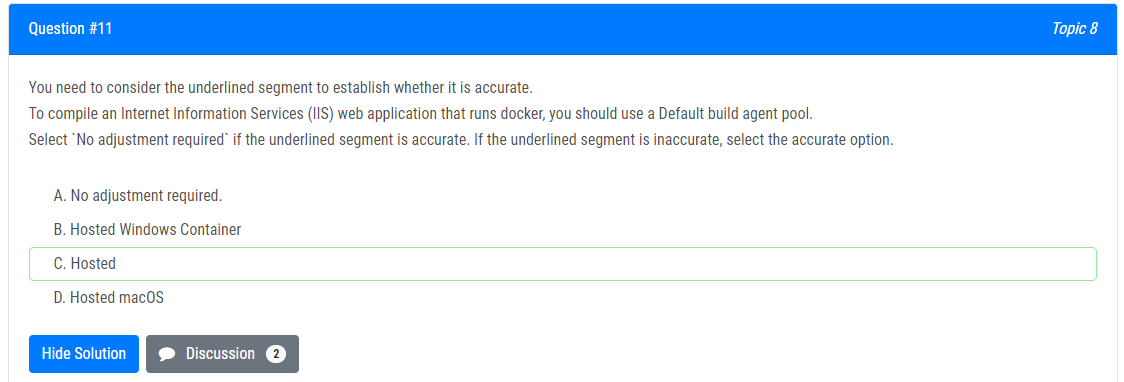 Question #11
Topic 8
You need to consider the underlined segment to establish whether it is accurate.
To compile an Internet Information Services (IIS) web application that runs docker, you should use a Default build agent pool.
Select `No adjustment required` if the underlined segment is accurate. If the underlined segment is inaccurate, select the accurate option.
A. No adjustment required.
B. Hosted Windows Container
C. Hosted
D. Hosted macOS
Hide Solution
Discussion 2